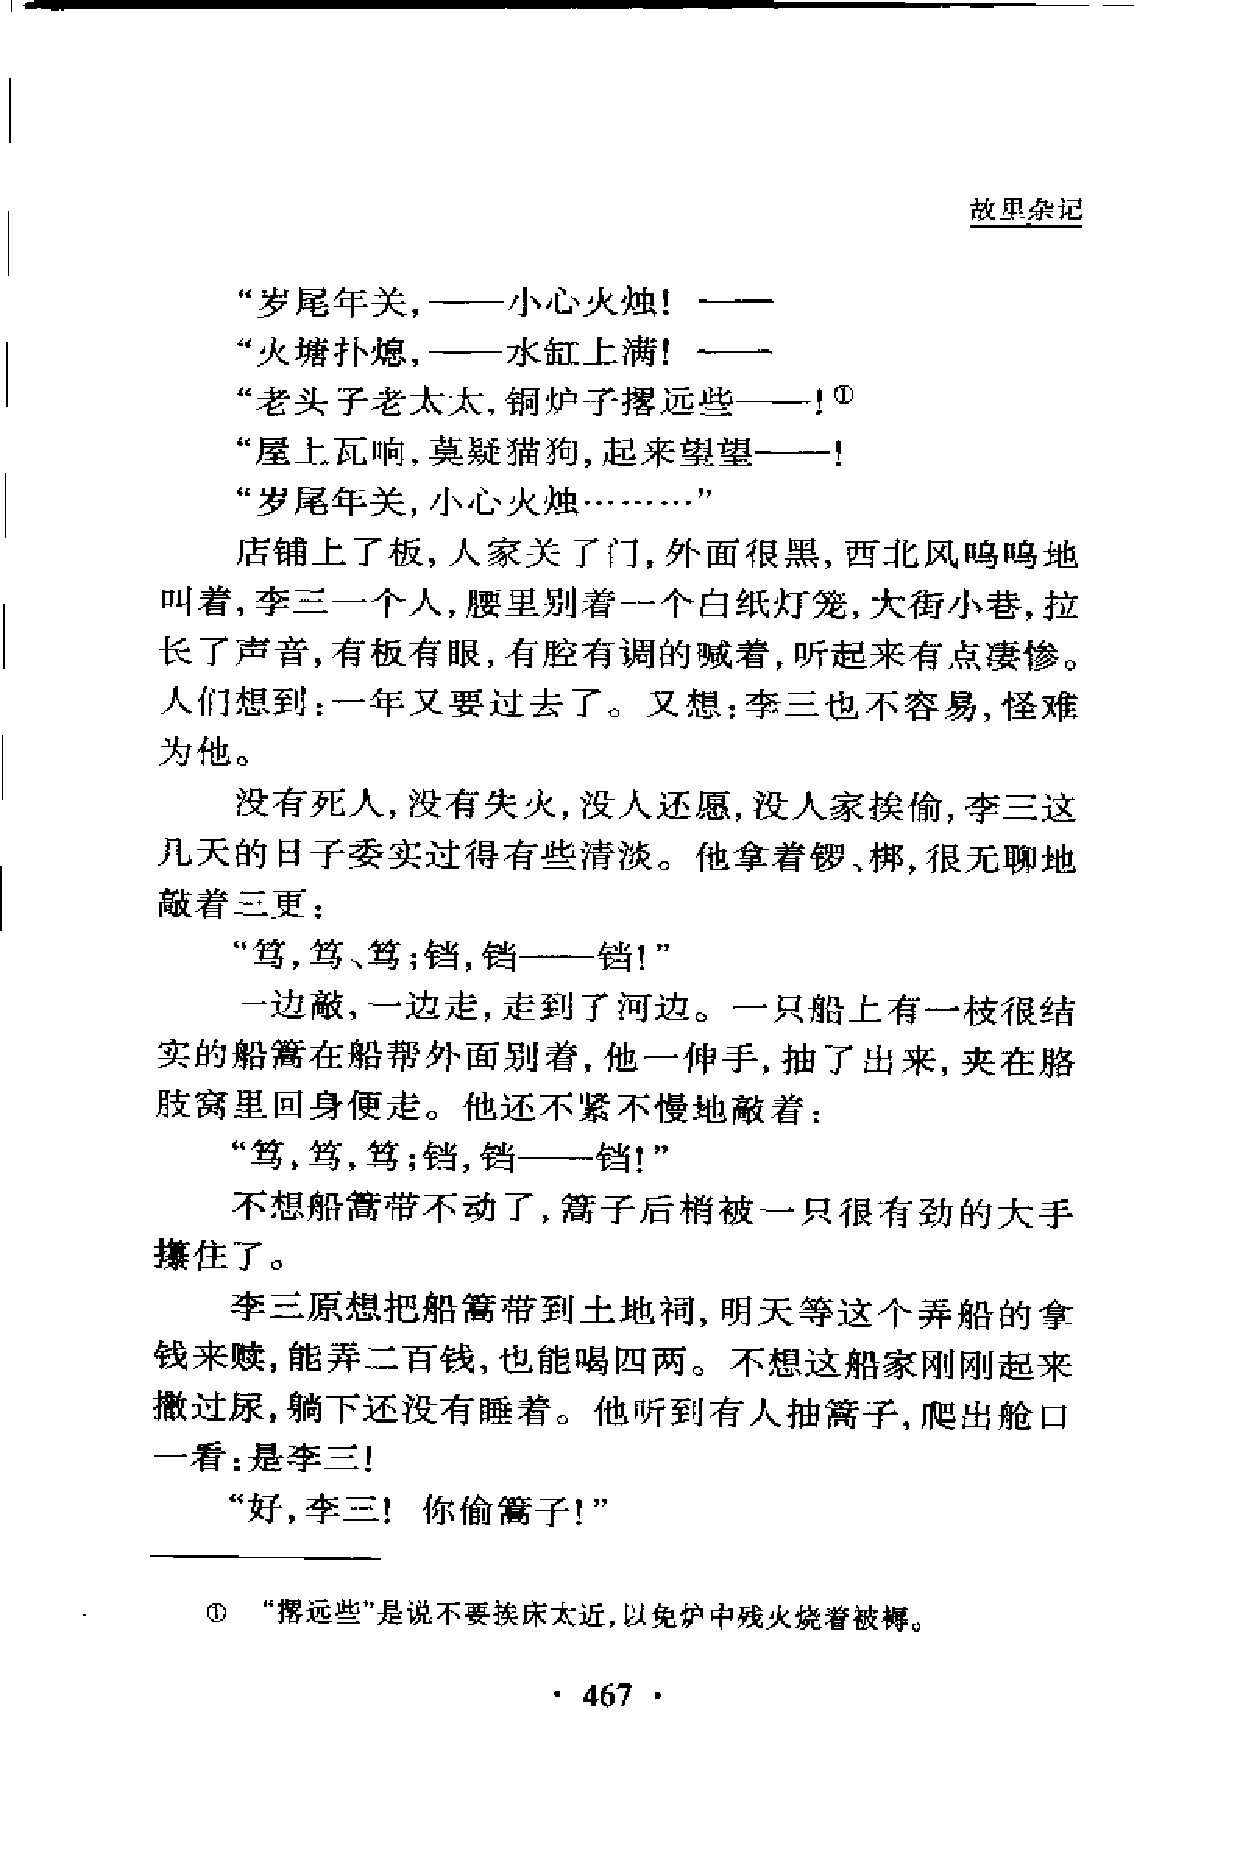 故里杂记
“岁尾年关,——小心火烛! ——
“火塘扑熄,——水缸上满! ——
“老头子老太太,铜炉子撂远些——!①
“屋上瓦响,莫疑猫狗,起来望望——!
“岁尾年关,小心火烛………”
店铺上了板,人家关了门,外面很黑,西北风呜呜地
叫着,李三一个人,腰里别着一个白纸灯笼,大街小巷,拉
长了声音,有板有眼,有腔有调的喊着,听起来有点凄惨。
人们想到:一年又要过去了。又想:李三也不容易,怪难
为他。
没有死人,没有失火,没人还愿,没人家挨偷,李三这
几天的日子委实过得有些清淡。他拿着锣、梆,很无聊地
敲着三更:
“笃,笃、笃;铛,铛——铛!”
一边敲,一边走,走到了河边。一只船上有一枝很结
实的船篙在船帮外面别着,他一伸手,抽了出来,夹在胳
肢窝里回身便走。他还不紧不慢地敲着:
“笃,笃,笃;铛,铛——铛!”
不想船篙带不动了,篙子后梢被一只很有劲的大手
攥住了。
李三原想把船篙带到土地祠,明天等这个弄船的拿
钱来赎,能弄二百钱,也能喝四两。不想这船家刚刚起来
撒过尿,躺下还没有睡着。他听到有人抽篙子,爬出舱口
一看:是李三!
“好,李三! 你偷篙子!”
① “撂远些”是说不要挨床太近,以免炉中残火烧着被褥。
· 467 ·